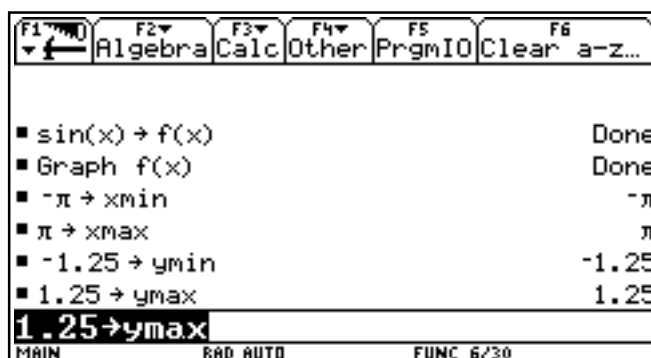 F1 F2 Algebra F3 Calc F4 Other F5 PrgmIO F6 Clear a-z…
▪ sin(x) → f(x) Done
▪ Graph f(x) Done
▪ -π → xmin -π
▪ π → xmax π
▪ -1.25 → ymin -1.25
▪ 1.25 → ymax 1.25
1.25→ymax
MAIN RAD AUTO FUNC 6/30